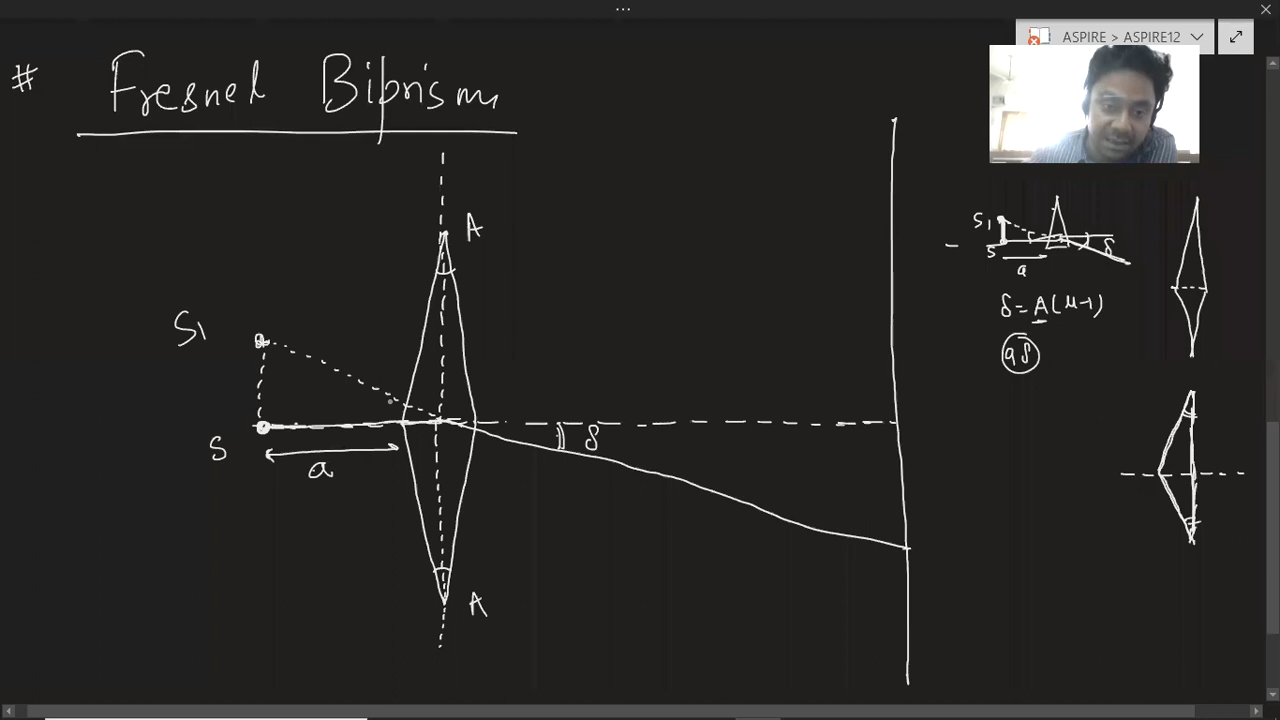 # Fresnel Biprism
ASPIRE > ASPIRE12
A
S1
S
a
δ
A
S1
S
a
δ
δ = A(μ-1)
aδ